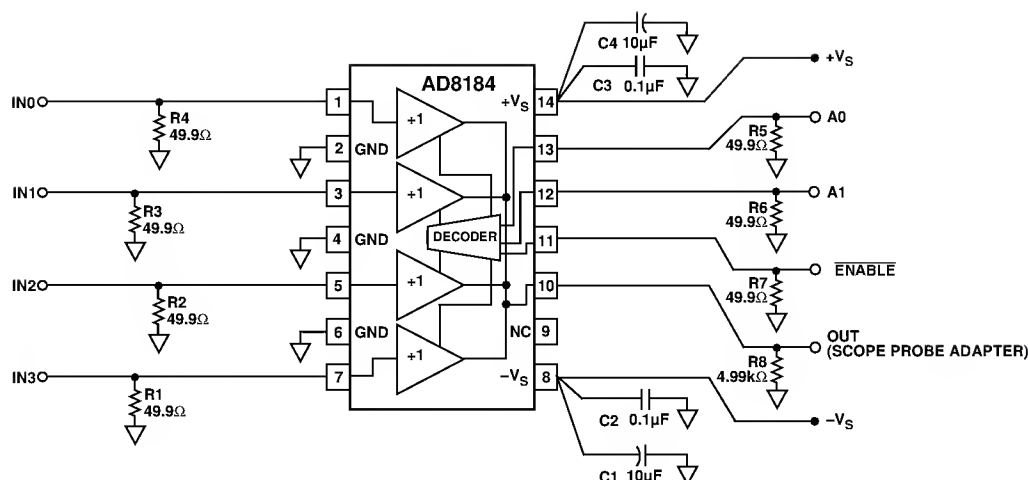 C4 10µF
AD8184
+VS
C3 0.1µF
IN0
1
+1
+VS
14
R4
49.9Ω
2
GND
13
R5
49.9Ω
A0
IN1
3
+1
12
A1
R3
49.9Ω
DECODER
R6
49.9Ω
4
GND
11
ENABLE
IN2
5
+1
10
R7
49.9Ω
R2
49.9Ω
6
GND
NC
9
OUT
(SCOPE PROBE ADAPTER)
R8
4.99kΩ
IN3
7
+1
–VS
8
R1
49.9Ω
C2 0.1µF
–VS
C1 10µF